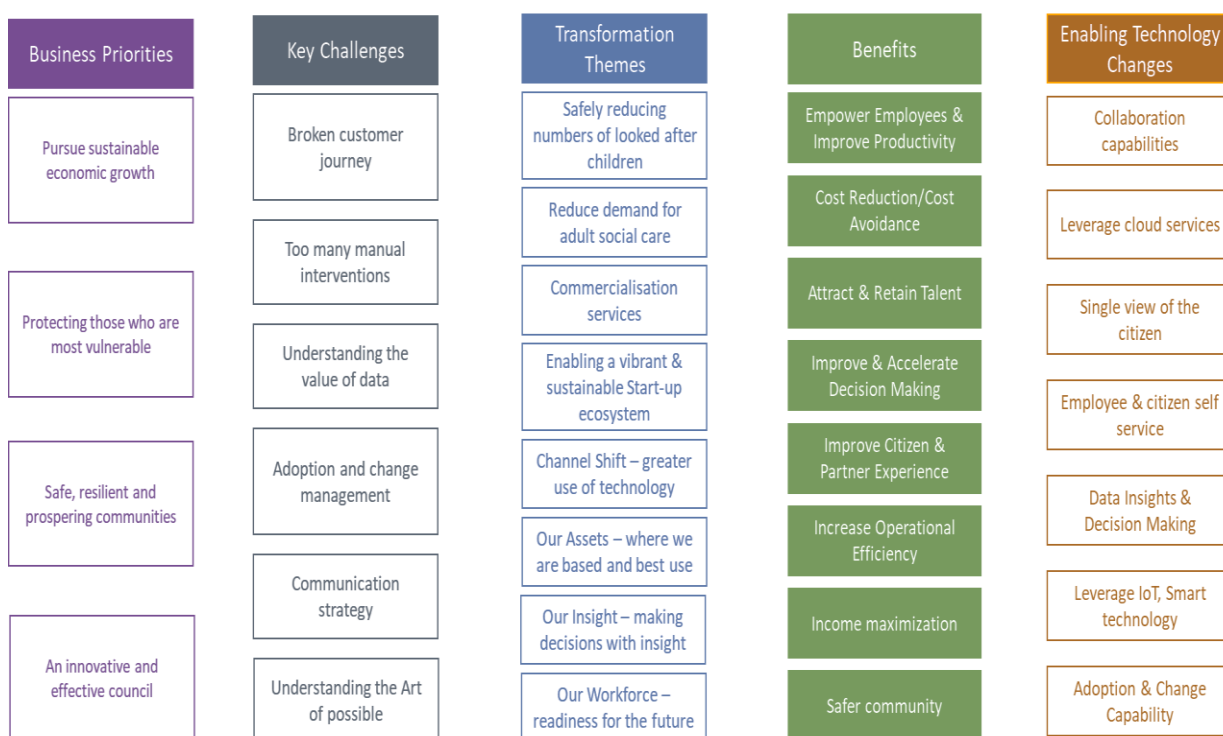 Business Priorities
Pursue sustainable
economic growth
Protecting those who are
most vulnerable
Safe, resilient and
prospering communities
An innovative and
effective council
Key Challenges
Broken customer
journey
Too many manual
interventions
Understanding the
value of data
Adoption and change
management
Communication
strategy
Understanding the Art
of possible
Transformation
Themes
Safely reducing
numbers of looked after
children
Reduce demand for
adult social care
Commercialisation
services
Enabling a vibrant &
sustainable Start-up
ecosystem
Channel Shift – greater
use of technology
Our Assets – where we
are based and best use
Our Insight – making
decisions with insight
Our Workforce –
readiness for the future
Benefits
Empower Employees &
Improve Productivity
Cost Reduction/Cost
Avoidance
Attract & Retain Talent
Improve & Accelerate
Decision Making
Improve Citizen &
Partner Experience
Increase Operational
Efficiency
Income maximization
Safer community
Enabling Technology
Changes
Collaboration
capabilities
Leverage cloud services
Single view of the
citizen
Employee & citizen self
service
Data Insights &
Decision Making
Leverage IoT, Smart
technology
Adoption & Change
Capability